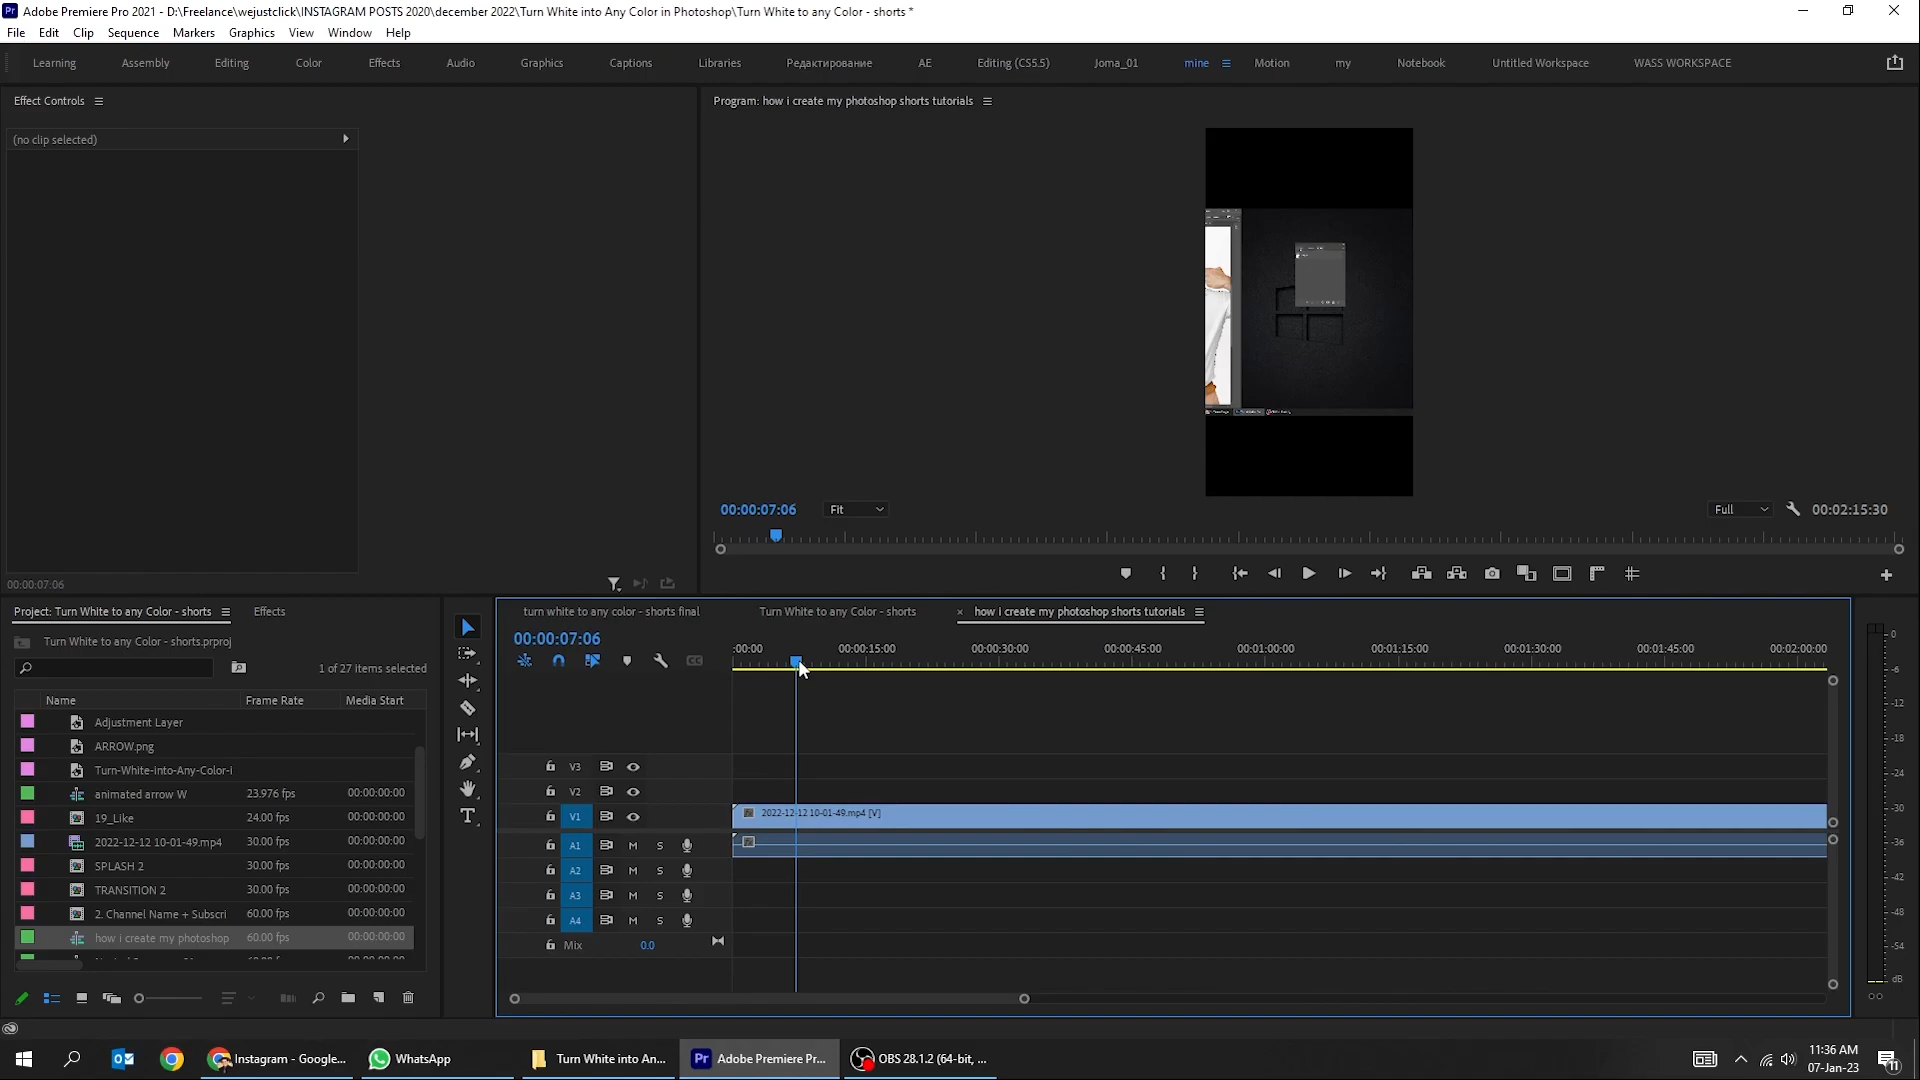 Pr Adobe Premiere Pro 2021 - D:\Freelance\wejustclick\INSTAGRAM POSTS 2020\december 2022\Turn White into Any Color in Photoshop\Turn White to any Color - shorts *
File Edit Clip Sequence Markers Graphics View Window Help
Learning Assembly Editing Color Effects Audio Graphics Captions Libraries Редактирование AE Editing (CS5.5) Joma_01 mine Motion my Notebook Untitled Workspace WASS WORKSPACE
Effect Controls
(no clip selected)
00:00:07:06
Program: how i create my photoshop shorts tutorials
00:00:07:06 Fit Full 00:02:15:30
Project: Turn White to any Color - shorts Effects
Turn White to any Color - shorts.prproj
1 of 27 items selected
Name Frame Rate Media Start
Adjustment Layer
ARROW.png
Turn-White-into-Any-Color-i
animated arrow W 23.976 fps 00:00:00:00
19_Like 24.00 fps 00:00:00:00
2022-12-12 10-01-49.mp4 30.00 fps 00:00:00:00
SPLASH 2 30.00 fps 00:00:00:00
TRANSITION 2 30.00 fps 00:00:00:00
2. Channel Name + Subscri 60.00 fps 00:00:00:00
how i create my photoshop 60.00 fps 00:00:00:00
turn white to any color - shorts final Turn White to any Color - shorts × how i create my photoshop shorts tutorials
00:00:07:06
:00:00 00:00:15:00 00:00:30:00 00:00:45:00 00:01:00:00 00:01:15:00 00:01:30:00 00:01:45:00 00:02:00:00
V3
V2
V1 2022-12-12 10-01-49.mp4 [V]
A1 M S
A2 M S
A3 M S
A4 M S
Mix 0.0
0
-6
-12
-18
-24
-30
-36
-42
-48
-54
dB
Instagram - Google... WhatsApp Turn White into An... Pr Adobe Premiere Pr... OBS 28.1.2 (64-bit, ...
11:36 AM
07-Jan-23
11